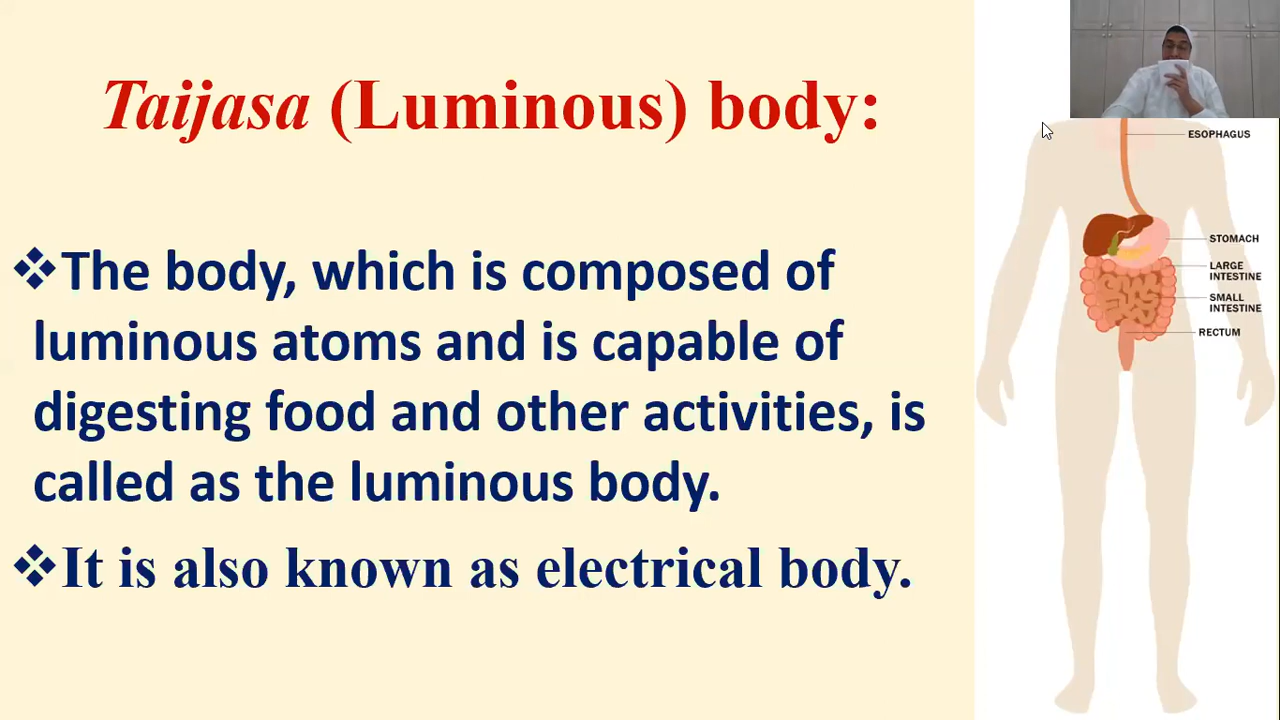 Taijasa (Luminous) body:
❖The body, which is composed of
luminous atoms and is capable of
digesting food and other activities, is
called as the luminous body.
❖It is also known as electrical body.
ESOPHAGUS
STOMACH
LARGE
INTESTINE
SMALL
INTESTINE
RECTUM